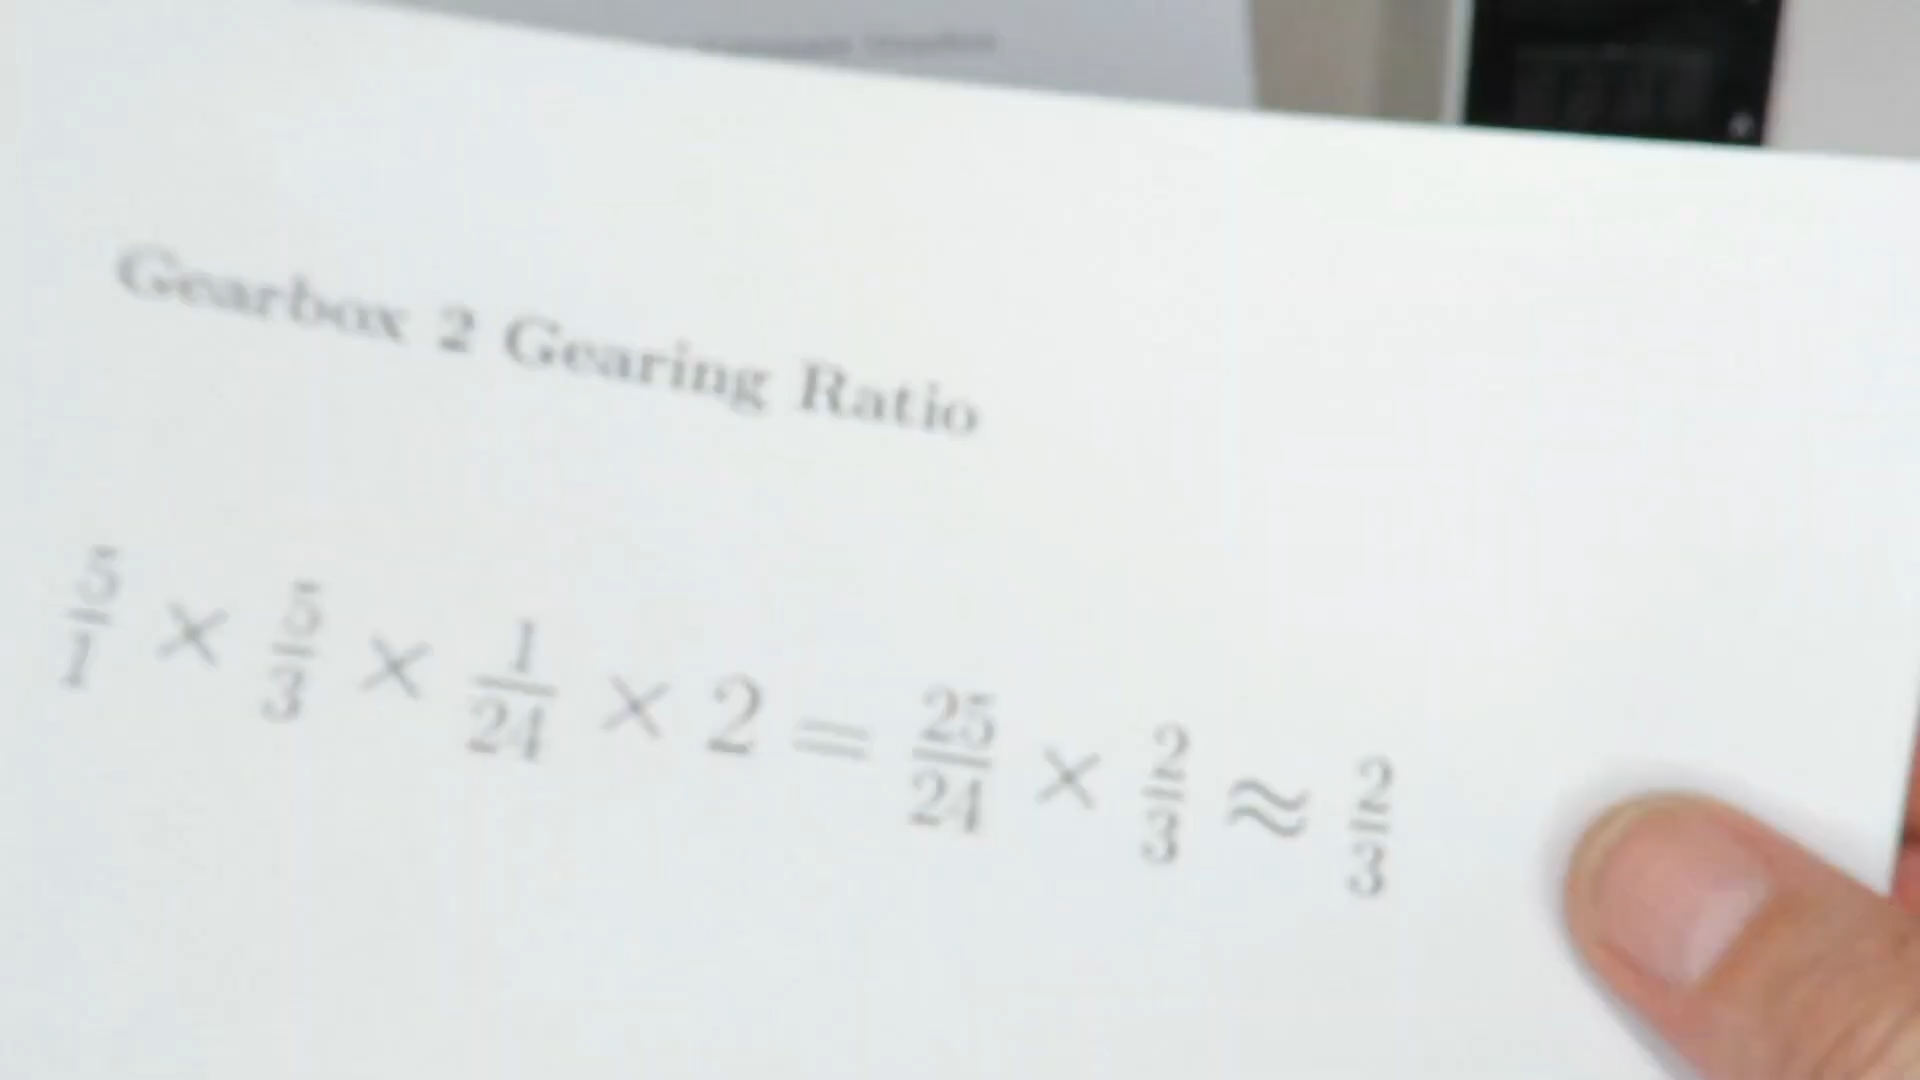 Gearbox 2 Gearing Ratio
5/1 × 5/3 × 1/24 × 2 = 25/24 × 2/3 ≈ 2/3